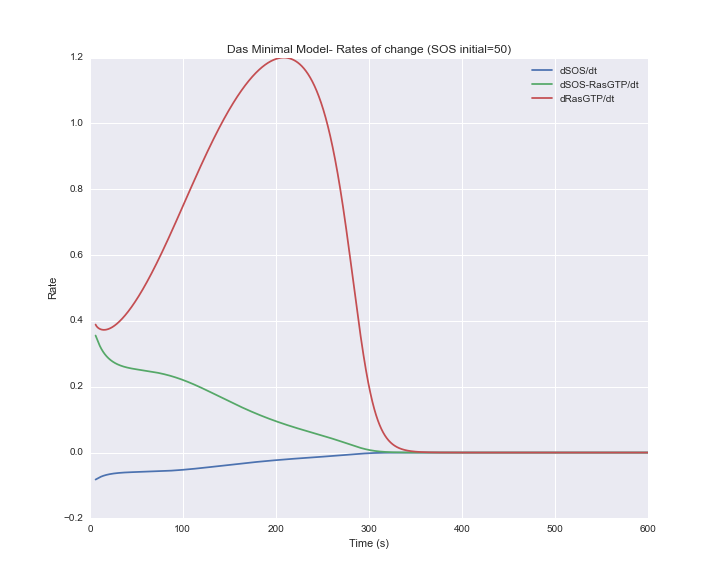 Das Minimal Model- Rates of change (SOS initial=50)
dSOS/dt
dSOS-RasGTP/dt
dRasGTP/dt
1.2
1.0
0.8
0.6
0.4
0.2
0.0
−0.2
Rate
0 100 200 300 400 500 600
Time (s)